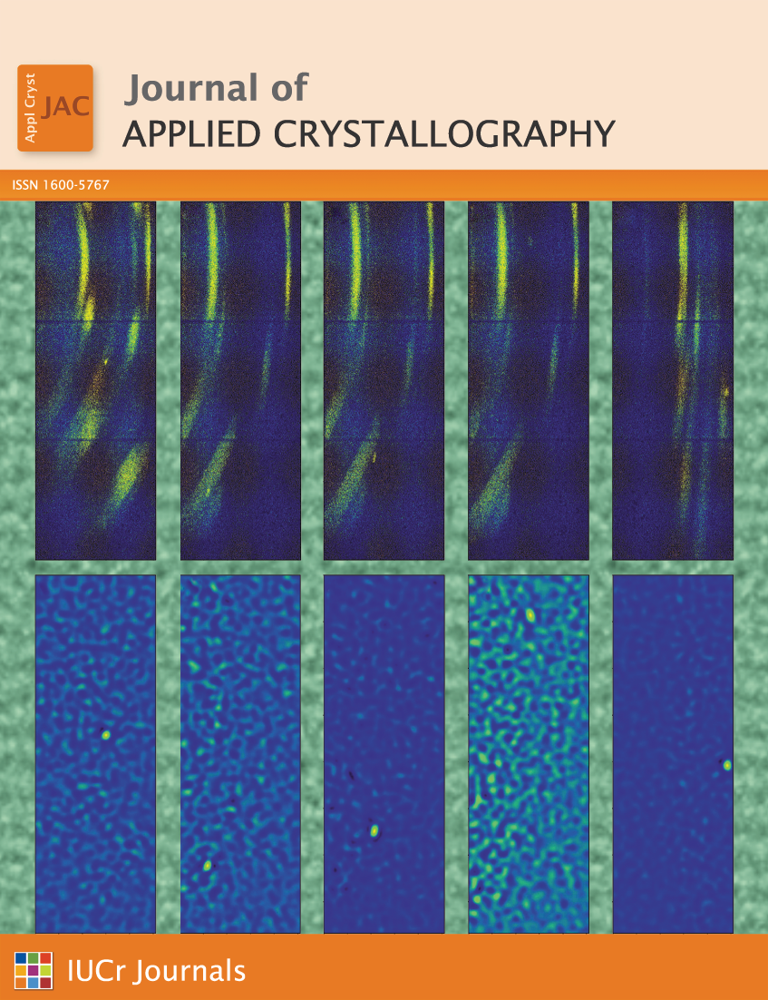 Appl Cryst
JAC
Journal of
APPLIED CRYSTALLOGRAPHY
ISSN 1600-5767
IUCr Journals